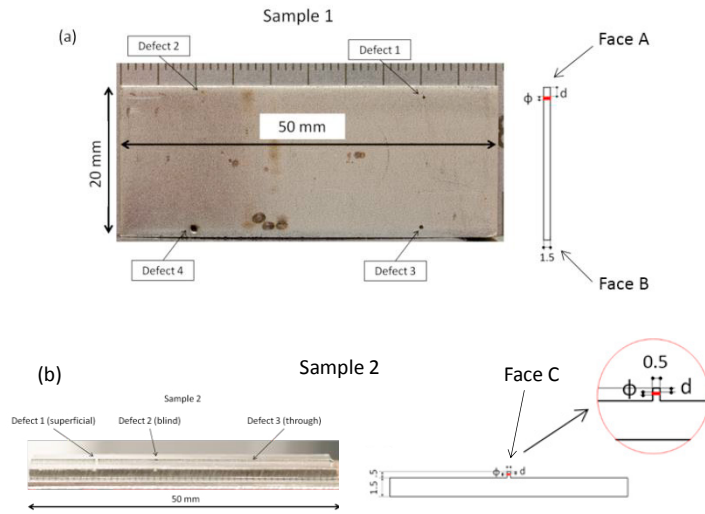 Sample 1
(a)
Defect 2
Defect 1
Face A
ϕ
d
50 mm
20 mm
Defect 4
Defect 3
1.5
Face B
(b)
Sample 2
Face C
0.5
ϕ
d
Sample 2
Defect 1 (superficial)
Defect 2 (blind)
Defect 3 (through)
ϕ
d
1.5
.5
50 mm